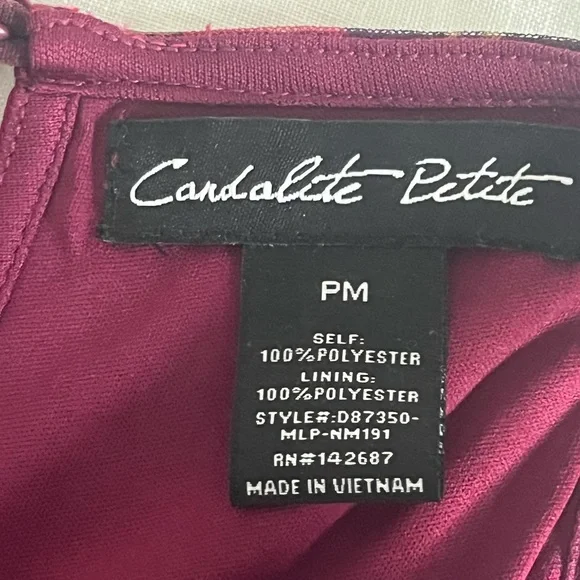 Candalite Petite
PM
SELF:
100%POLYESTER
LINING:
100%POLYESTER
STYLE#:D87350-
MLP-NM191
RN#142687
MADE IN VIETNAM